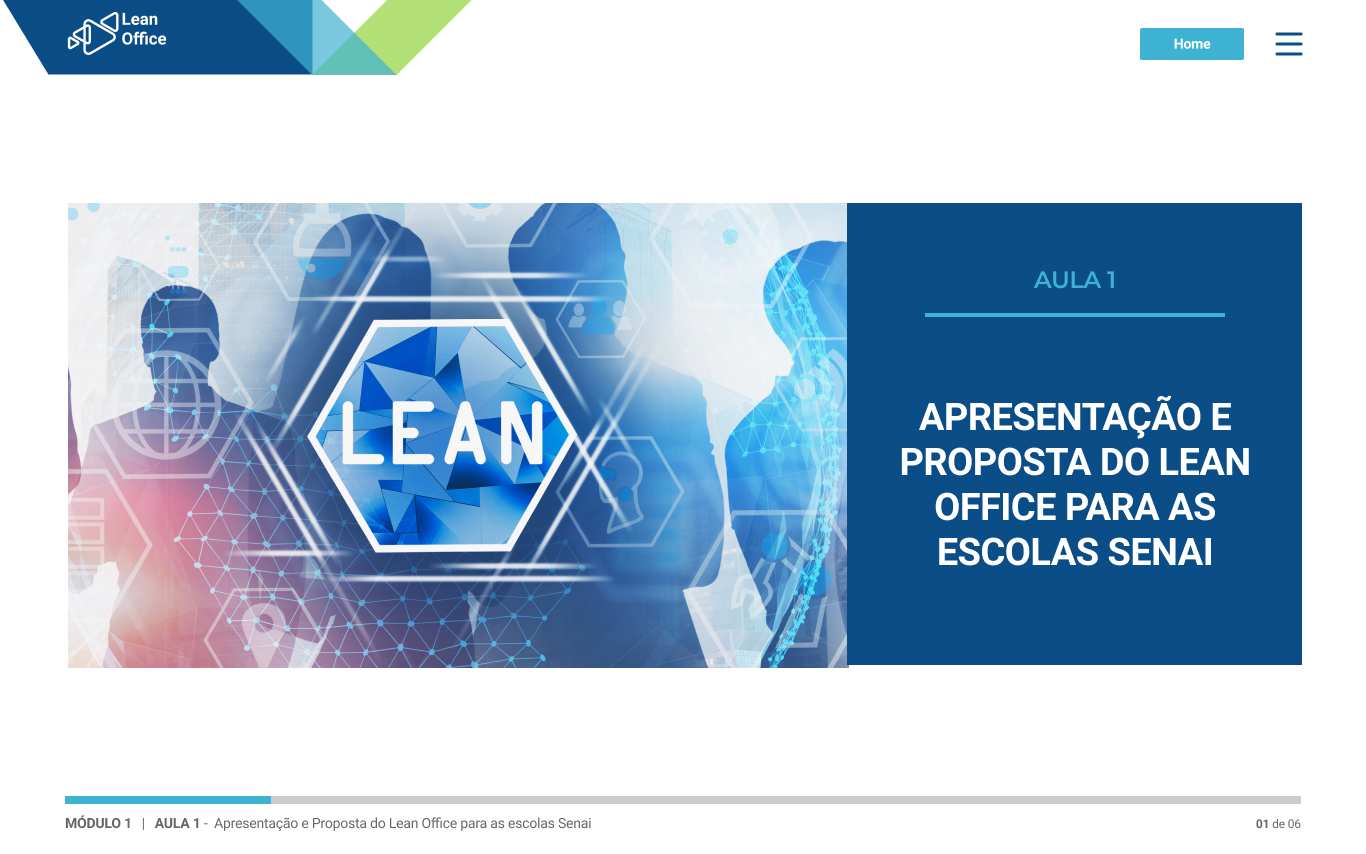 Lean
Office
Home
LEAN
AULA 1
APRESENTAÇÃO E
PROPOSTA DO LEAN
OFFICE PARA AS
ESCOLAS SENAI
MÓDULO 1 | AULA 1 - Apresentação e Proposta do Lean Office para as escolas Senai
01 de 06